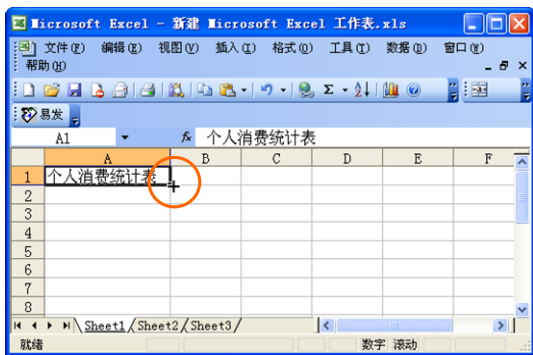 Microsoft Excel - 新建 Microsoft Excel 工作表.xls
文件(F) 编辑(E) 视图(V) 插入(I) 格式(O) 工具(T) 数据(D) 窗口(W)
帮助(H)
易发
A1 fx 个人消费统计表
A B C D E F
1 个人消费统计表
2
3
4
5
6
7
8
Sheet1 Sheet2 Sheet3
就绪 数字 滚动